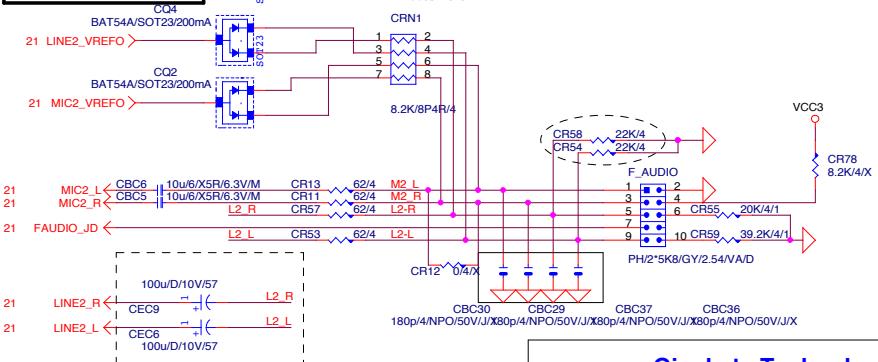 CQ4
BAT54A/SOT23/200mA
21 LINE2_VREFO
SOT23
CQ2
BAT54A/SOT23/200mA
21 MIC2_VREFO
CRN1
1 2
3 4
5 6
7 8
8.2K/8P4R/4
VCC3
CR58 22K/4
CR54 22K/4
CR78
8.2K/4/X
F_AUDIO
21 MIC2_L CBC6 10u/6/X5R/6.3V/M CR13 62/4 M2_L 1 2
21 MIC2_R CBC5 10u/6/X5R/6.3V/M CR11 62/4 M2_R 3 4
L2_R CR57 62/4 L2-R 5 6 CR55 20K/4/1
21 FAUDIO_JD 7
L2_L CR53 62/4 L2-L 9 10 CR59 39.2K/4/1
PH/2*5K8/GY/2.54/VA/D
CR12 0/4/X
100u/D/10V/57
21 LINE2_R 1 + L2_R
CEC9
21 LINE2_L 1 + L2_L
CEC6
100u/D/10V/57
CBC30 CBC29 CBC37 CBC36
180p/4/NPO/50V/J/X 180p/4/NPO/50V/J/X 180p/4/NPO/50V/J/X 180p/4/NPO/50V/J/X